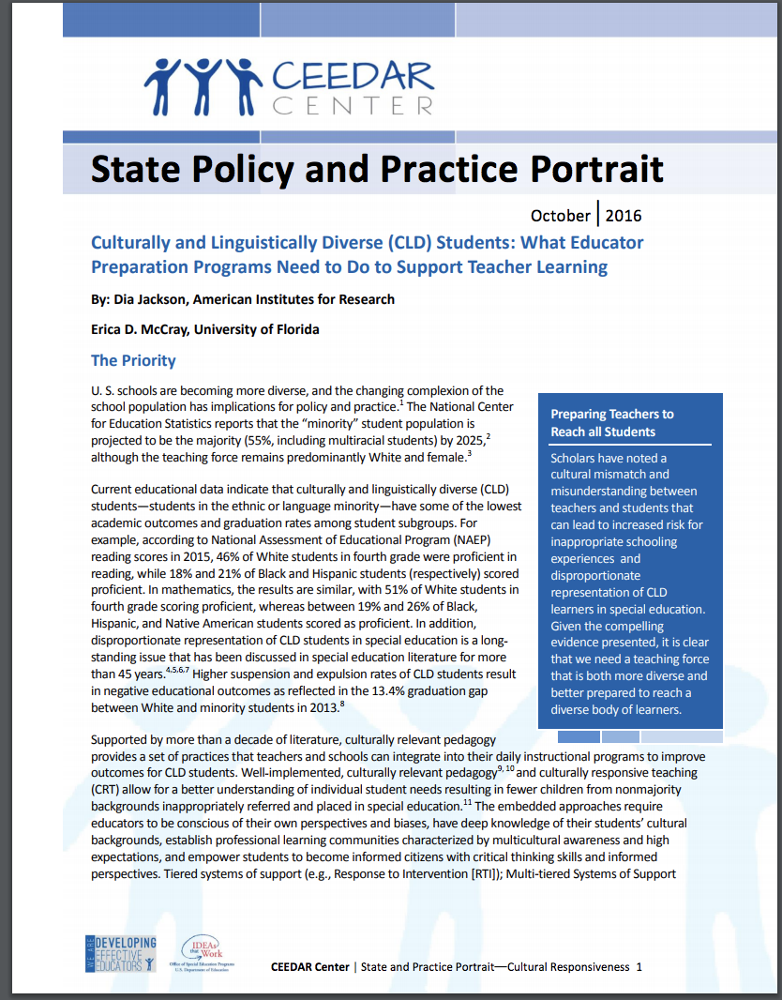 CEEDAR
CENTER
State Policy and Practice Portrait
October | 2016
Culturally and Linguistically Diverse (CLD) Students: What Educator
Preparation Programs Need to Do to Support Teacher Learning
By: Dia Jackson, American Institutes for Research
Erica D. McCray, University of Florida
The Priority
U. S. schools are becoming more diverse, and the changing complexion of the
school population has implications for policy and practice.1 The National Center
for Education Statistics reports that the “minority” student population is
projected to be the majority (55%, including multiracial students) by 2025,2
although the teaching force remains predominantly White and female.3
Current educational data indicate that culturally and linguistically diverse (CLD)
students—students in the ethnic or language minority—have some of the lowest
academic outcomes and graduation rates among student subgroups. For
example, according to National Assessment of Educational Program (NAEP)
reading scores in 2015, 46% of White students in fourth grade were proficient in
reading, while 18% and 21% of Black and Hispanic students (respectively) scored
proficient. In mathematics, the results are similar, with 51% of White students in
fourth grade scoring proficient, whereas between 19% and 26% of Black,
Hispanic, and Native American students scored as proficient. In addition,
disproportionate representation of CLD students in special education is a long-
standing issue that has been discussed in special education literature for more
than 45 years.4,5,6,7 Higher suspension and expulsion rates of CLD students result
in negative educational outcomes as reflected in the 13.4% graduation gap
between White and minority students in 2013.8
Preparing Teachers to
Reach all Students
Scholars have noted a
cultural mismatch and
misunderstanding between
teachers and students that
can lead to increased risk for
inappropriate schooling
experiences and
disproportionate
representation of CLD
learners in special education.
Given the compelling
evidence presented, it is clear
that we need a teaching force
that is both more diverse and
better prepared to reach a
diverse body of learners.
Supported by more than a decade of literature, culturally relevant pedagogy
provides a set of practices that teachers and schools can integrate into their daily instructional programs to improve
outcomes for CLD students. Well-implemented, culturally relevant pedagogy9, 10 and culturally responsive teaching
(CRT) allow for a better understanding of individual student needs resulting in fewer children from nonmajority
backgrounds inappropriately referred and placed in special education.11 The embedded approaches require
educators to be conscious of their own perspectives and biases, have deep knowledge of their students’ cultural
backgrounds, establish professional learning communities characterized by multicultural awareness and high
expectations, and empower students to become informed citizens with critical thinking skills and informed
perspectives. Tiered systems of support (e.g., Response to Intervention [RTI]); Multi-tiered Systems of Support
WE ARE
DEVELOPING
EFFECTIVE
EDUCATORS
IDEAs
that
Work
Office of Special Education Programs
U.S. Department of Education
CEEDAR Center | State and Practice Portrait—Cultural Responsiveness 1